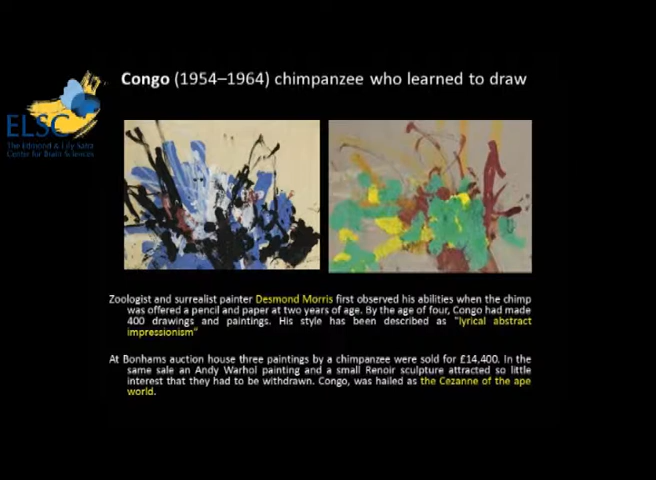 Congo (1954–1964) chimpanzee who learned to draw
ELSC
The Edmond & Lily Safra
Center for Brain Sciences
Zoologist and surrealist painter Desmond Morris first observed his abilities when the chimp
was offered a pencil and paper at two years of age. By the age of four, Congo had made
400 drawings and paintings. His style has been described as "lyrical abstract
impressionism"
At Bonhams auction house three paintings by a chimpanzee were sold for £14,400. In the
same sale an Andy Warhol painting and a small Renoir sculpture attracted so little
interest that they had to be withdrawn. Congo, was hailed as the Cezanne of the ape
world.